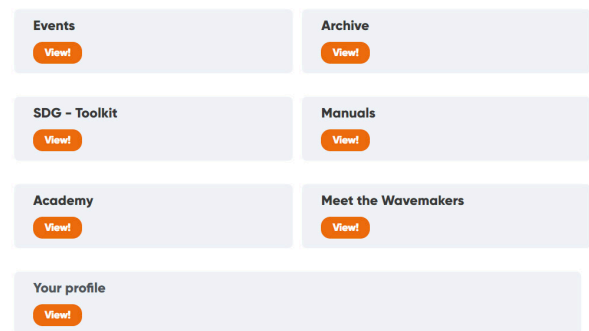 Events
View!
Archive
View!
SDG - Toolkit
View!
Manuals
View!
Academy
View!
Meet the Wavemakers
View!
Your profile
View!